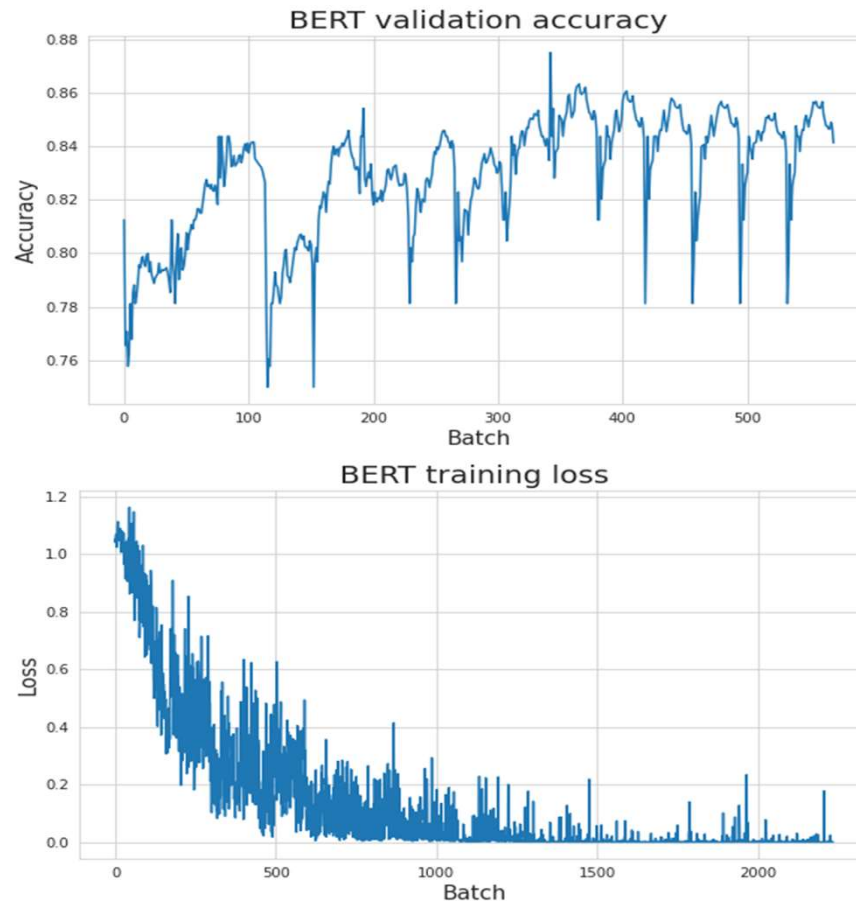 BERT validation accuracy
0.88
0.86
0.84
0.82
0.80
0.78
0.76
Accuracy
0 100 200 300 400 500
Batch
BERT training loss
1.2
1.0
0.8
0.6
0.4
0.2
0.0
Loss
0 500 1000 1500 2000
Batch